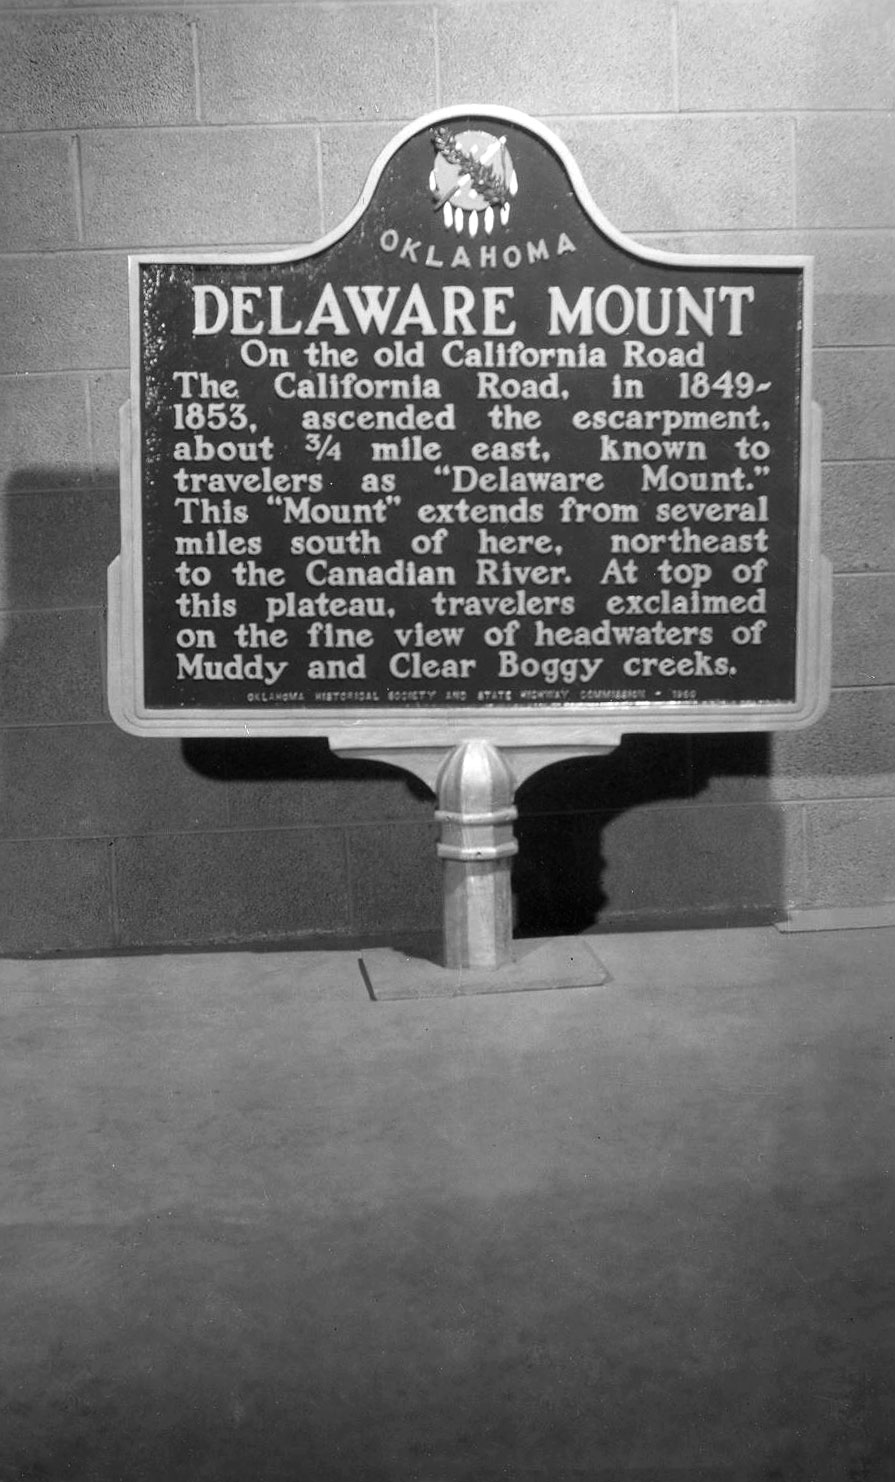 OKLAHOMA
DELAWARE MOUNT
On the old California Road
The California Road, in 1849-
1853, ascended the escarpment,
about ¾ mile east, known to
travelers as "Delaware Mount."
This "Mount" extends from several
miles south of here, northeast
to the Canadian River. At top of
this plateau, travelers exclaimed
on the fine view of headwaters of
Muddy and Clear Boggy creeks.
OKLAHOMA HISTORICAL SOCIETY AND STATE HIGHWAY COMMISSION -